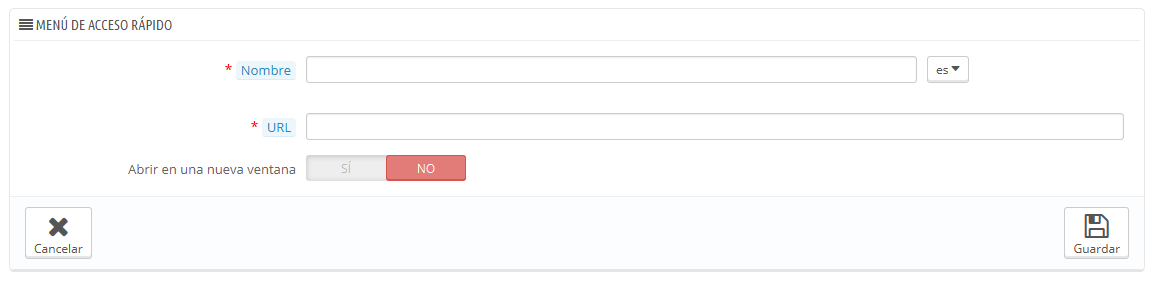 MENÚ DE ACCESO RÁPIDO
* Nombre
es
* URL
Abrir en una nueva ventana SÍ NO
Cancelar Guardar